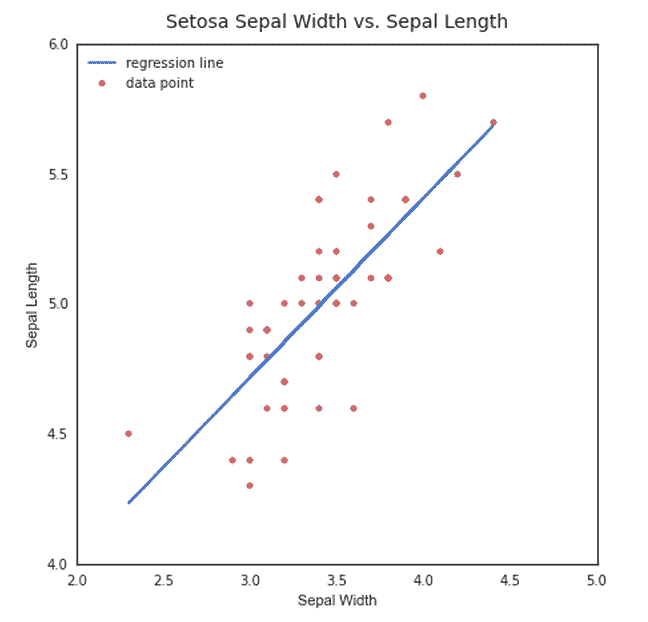 Setosa Sepal Width vs. Sepal Length
6.0
regression line
data point
5.5
5.0
Sepal Length
4.5
4.0
2.0 2.5 3.0 3.5 4.0 4.5 5.0
Sepal Width